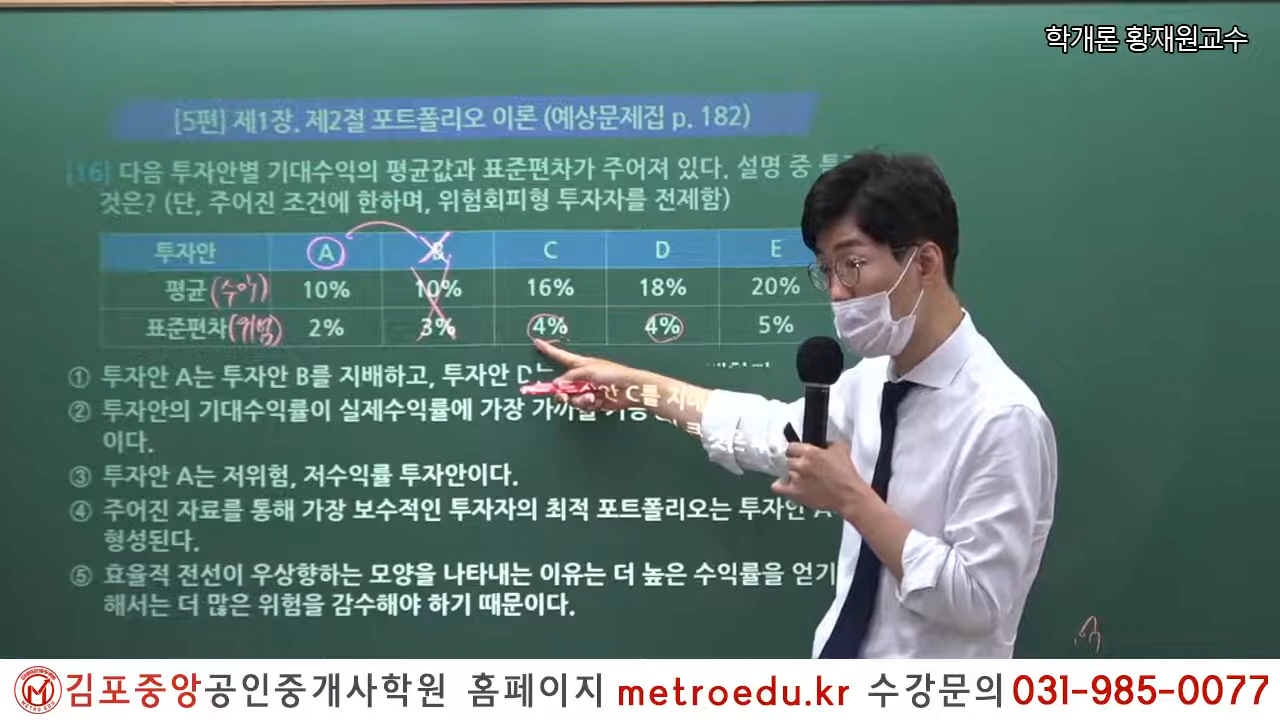 학개론 황재원교수
[5편] 제1장. 제2절 포트폴리오 이론 (예상문제집 p. 182)
[16] 다음 투자안별 기대수익의 평균값과 표준편차가 주어져 있다. 설명 중
것은? (단, 주어진 조건에 한하며, 위험회피형 투자자를 전제함)
투자안 A B C D E
평균 (수익) 10% 10% 16% 18% 20%
표준편차 (위험) 2% 3% 4% 4% 5%
① 투자안 A는 투자안 B를 지배하고, 투자안 D는 투자안 C를
② 투자안의 기대수익률이 실제수익률에 가장
이다.
③ 투자안 A는 저위험, 저수익률 투자안이다.
④ 주어진 자료를 통해 가장 보수적인 투자자의 최적 포트폴리오는 투자안 A
형성된다.
⑤ 효율적 전선이 우상향하는 모양을 나타내는 이유는 더 높은 수익률을 얻기
해서는 더 많은 위험을 감수해야 하기 때문이다.
김포중앙공인중개사학원 홈페이지 metroedu.kr 수강문의 031-985-0077
METRO EDU